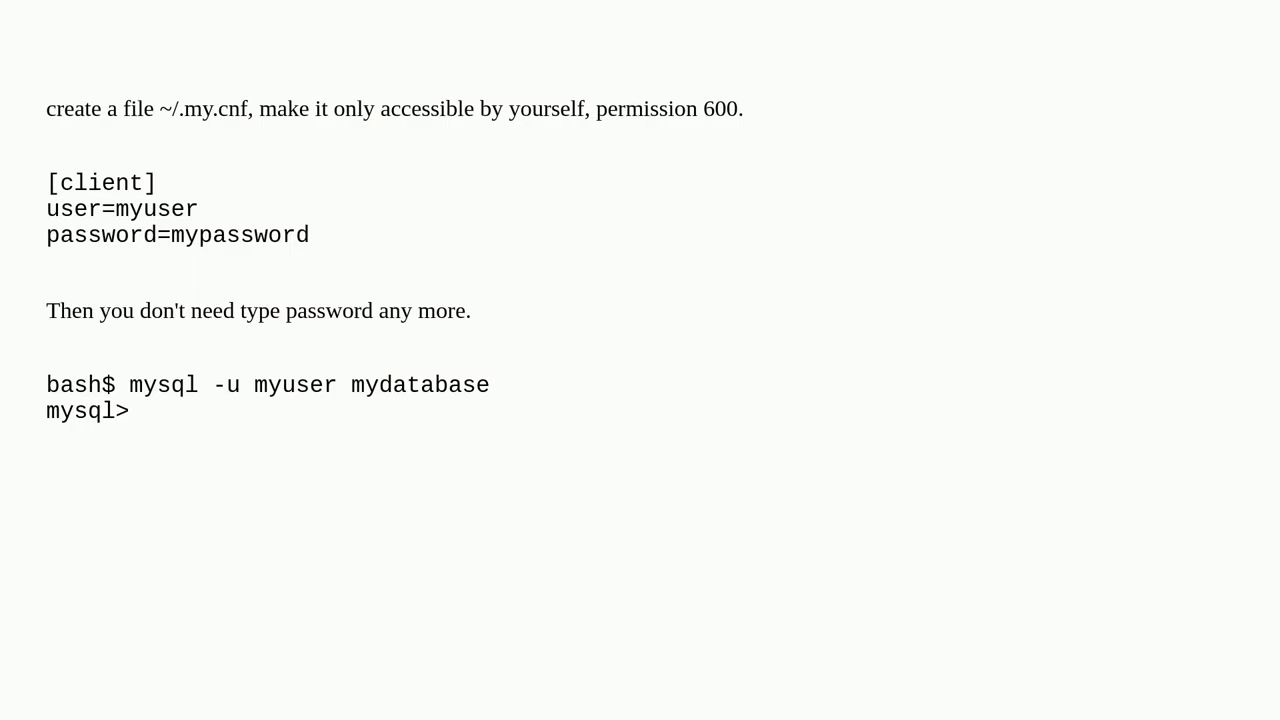 create a file ~/.my.cnf, make it only accessible by yourself, permission 600.
[client]
user=myuser
password=mypassword
Then you don't need type password any more.
bash$ mysql -u myuser mydatabase
mysql>